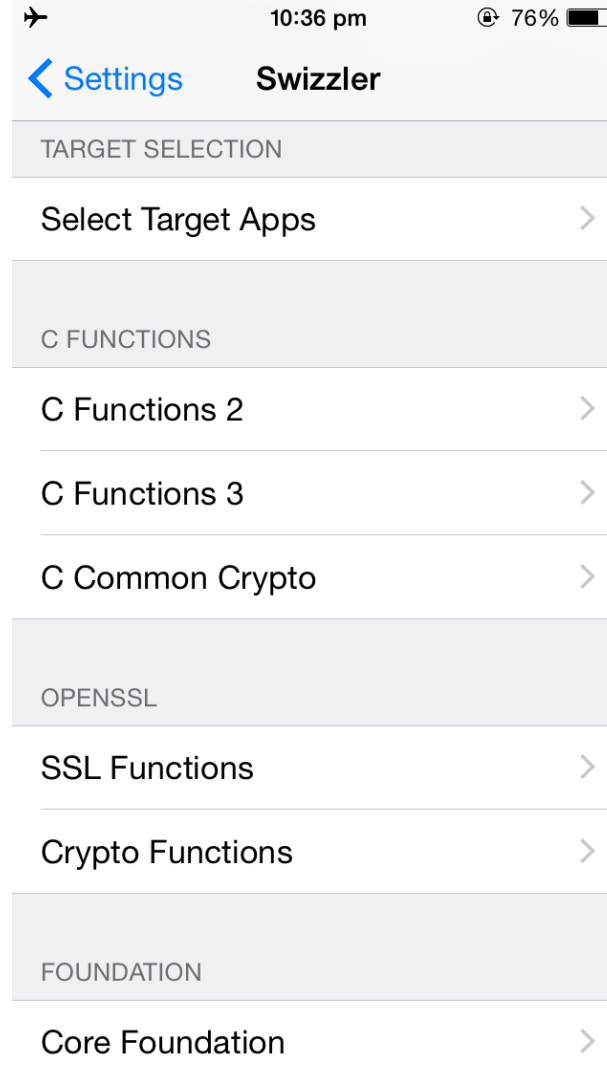 10:36 pm 76%
Settings Swizzler
TARGET SELECTION
Select Target Apps
C FUNCTIONS
C Functions 2
C Functions 3
C Common Crypto
OPENSSL
SSL Functions
Crypto Functions
FOUNDATION
Core Foundation